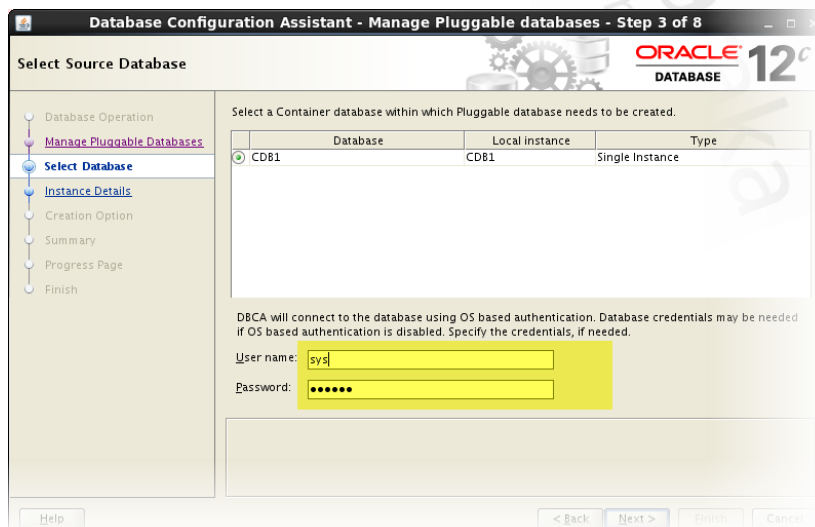 Database Configuration Assistant - Manage Pluggable databases - Step 3 of 8
Select Source Database
ORACLE
DATABASE
12c
Database Operation
Manage Pluggable Databases
Select Database
Instance Details
Creation Option
Summary
Progress Page
Finish
Select a Container database within which Pluggable database needs to be created.
Database Local instance Type
CDB1 CDB1 Single Instance
DBCA will connect to the database using OS based authentication. Database credentials may be needed
if OS based authentication is disabled. Specify the credentials, if needed.
User name: sys
Password: ●●●●●●
Help < Back Next > Finish Cancel